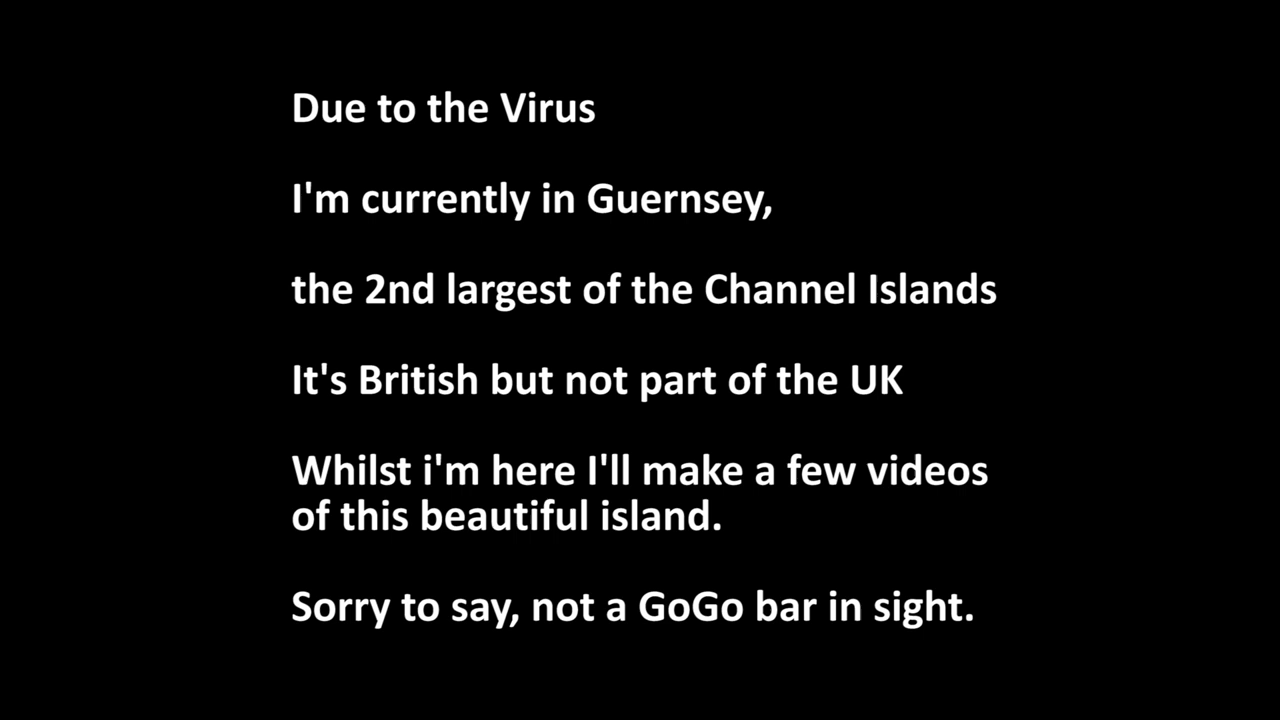 Due to the Virus
I'm currently in Guernsey,
the 2nd largest of the Channel Islands
It's British but not part of the UK
Whilst i'm here I'll make a few videos
of this beautiful island.
Sorry to say, not a GoGo bar in sight.